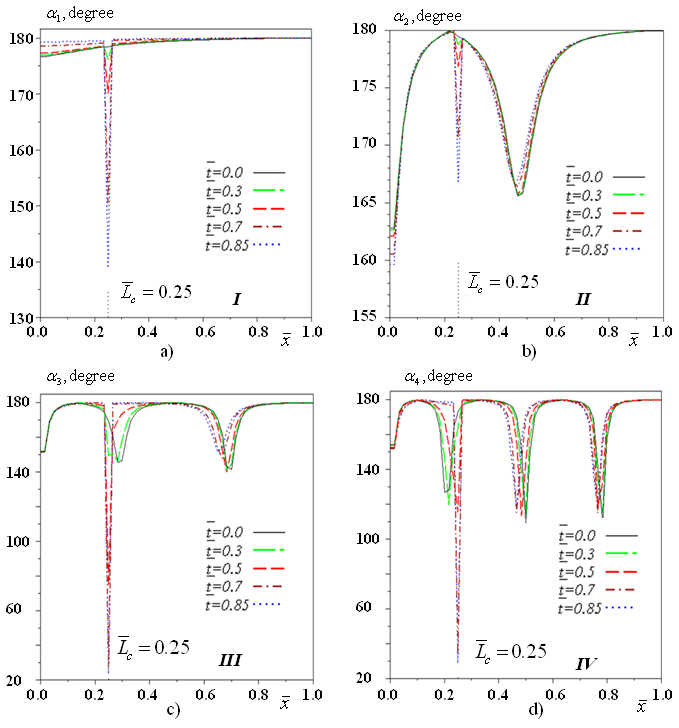 α₁, degree
180
170
160
150
140
130
t̄=0.0
t̄=0.3
t̄=0.5
t̄=0.7
t̄=0.85
L̄c = 0.25
I
0.0 0.2 0.4 0.6 0.8 x̄ 1.0
a)
α₂, degree
180
175
170
165
160
155
t̄=0.0
t̄=0.3
t̄=0.5
t̄=0.7
t̄=0.85
L̄c = 0.25
II
0.0 0.2 0.4 0.6 0.8 x̄ 1.0
b)
α₃, degree
180
140
100
60
20
t̄=0.0
t̄=0.3
t̄=0.5
t̄=0.7
t̄=0.85
L̄c = 0.25
III
0.0 0.2 0.4 0.6 0.8 x̄ 1.0
c)
α₄, degree
180
140
100
60
20
t̄=0.0
t̄=0.3
t̄=0.5
t̄=0.7
t̄=0.85
L̄c = 0.25
IV
0.0 0.2 0.4 0.6 0.8 x̄ 1.0
d)